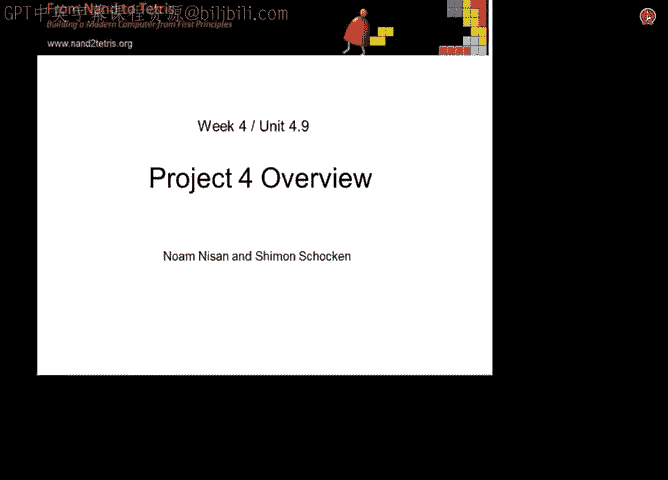 From Nand to Tetris
GPT中英字幕课程资源@bilibili.com
Building a Modern Computer from First Principles
www.nand2tetris.org
Week 4 / Unit 4.9
Project 4 Overview
Noam Nisan and Shimon Schocken